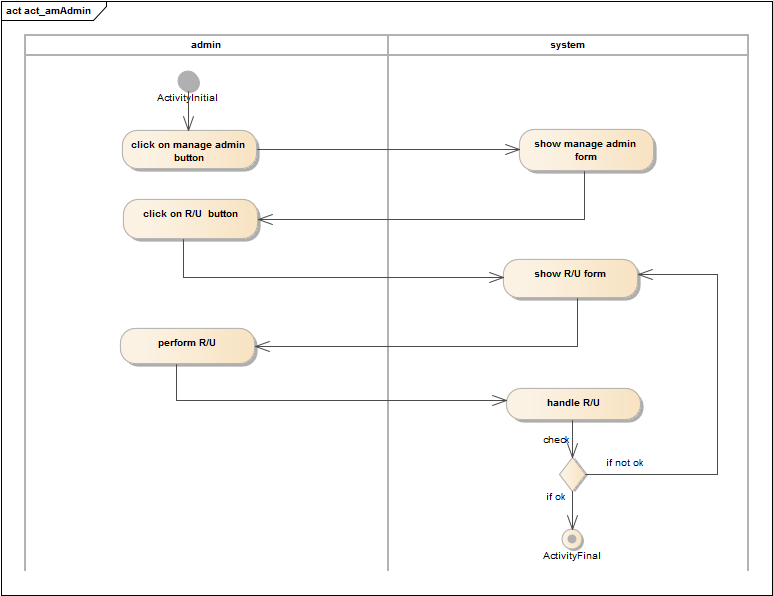 act act_amAdmin
admin
system
ActivityInitial
click on manage admin
button
show manage admin
form
click on R/U button
show R/U form
perform R/U
handle R/U
check
if not ok
if ok
ActivityFinal